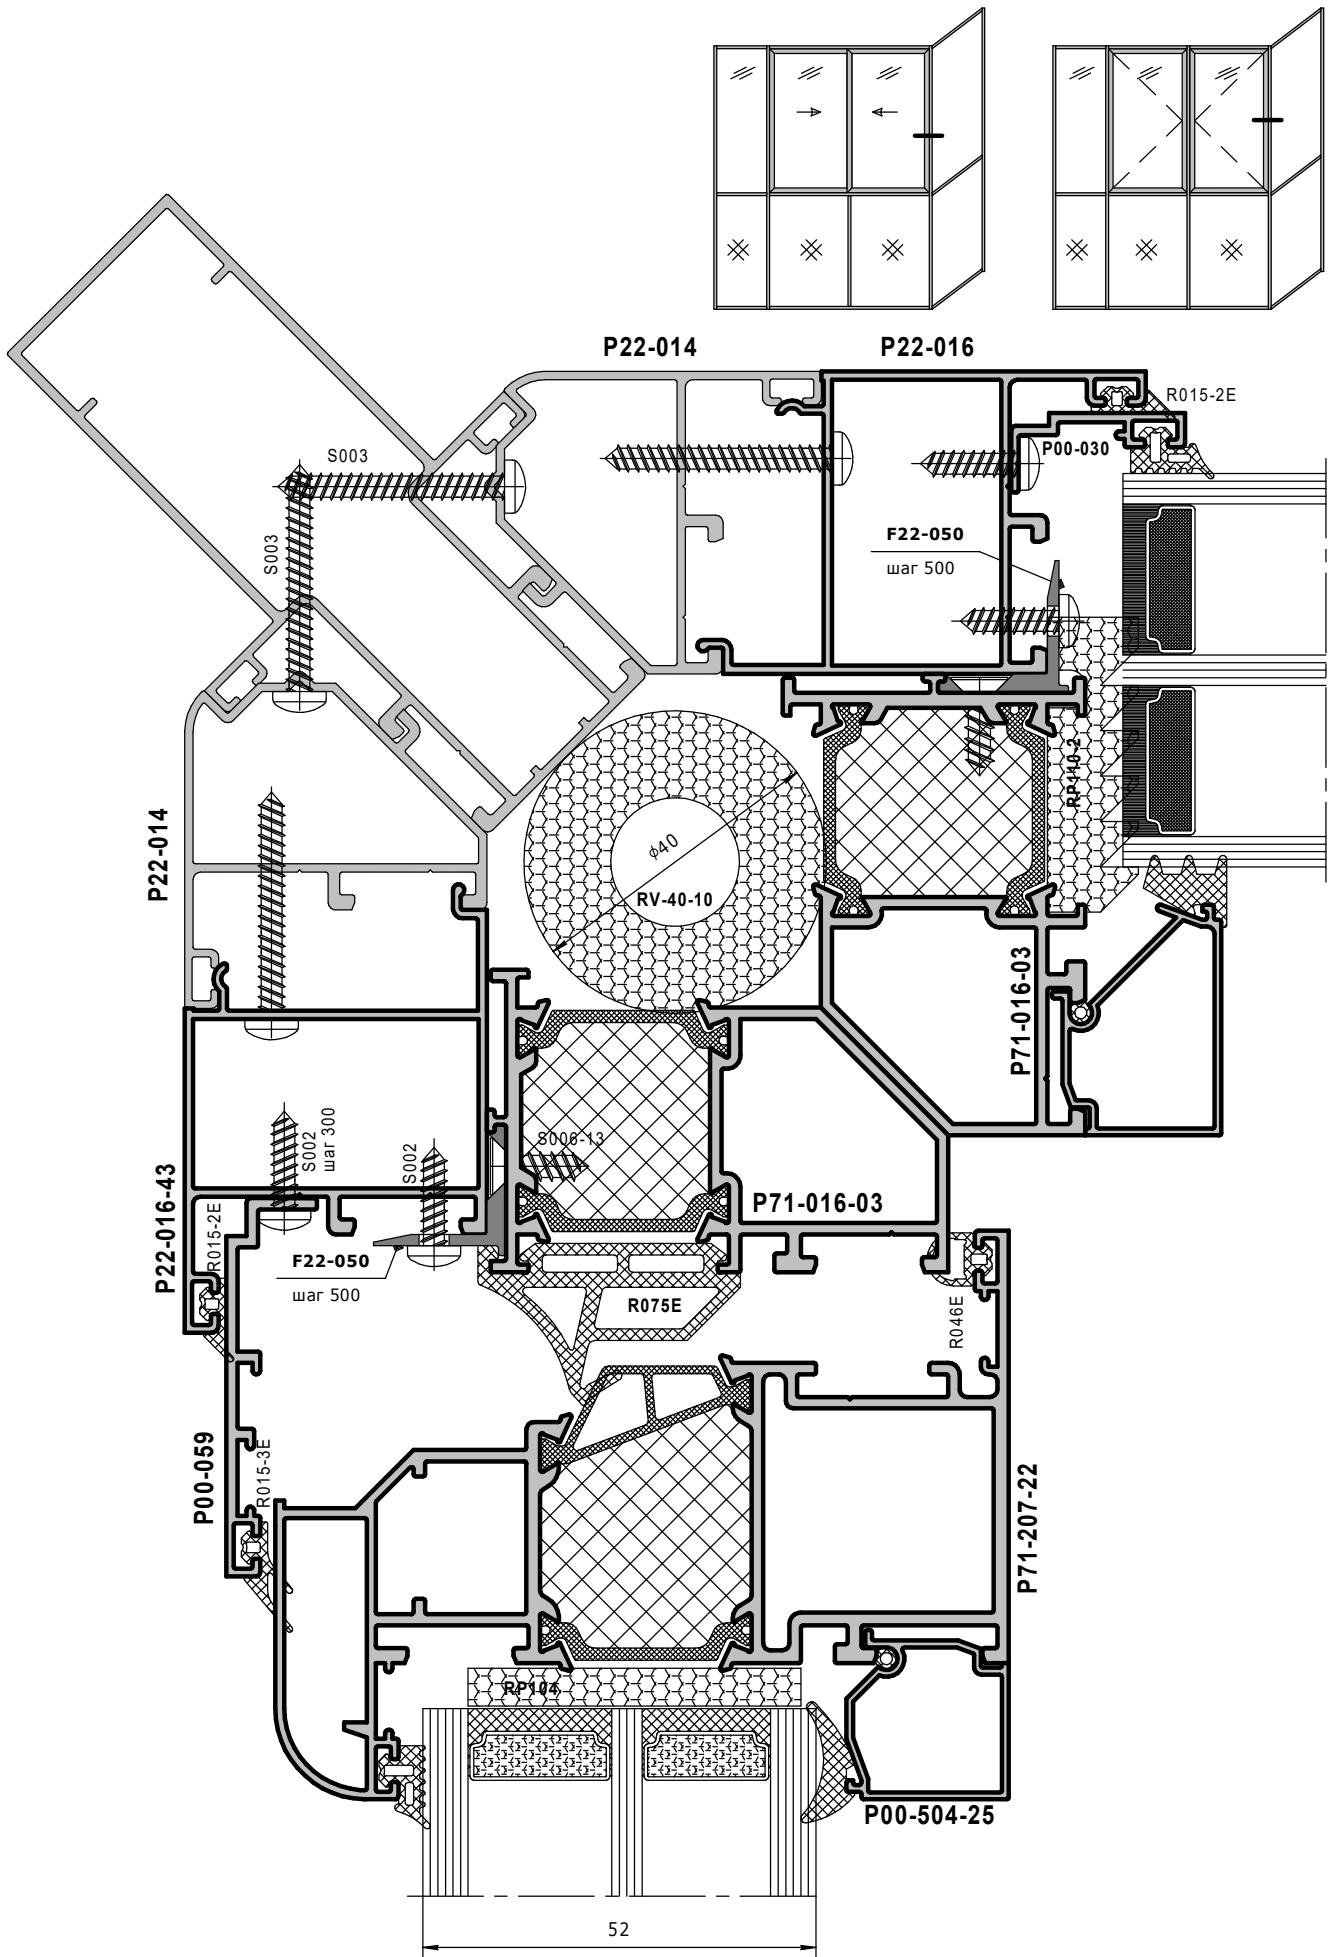 P22-014
P22-016
R015-2E
P00-030
S003
S003
F22-050
шаг 500
RP110-2
ϕ40
RV-40-10
P22-014
P71-016-03
S002
шаг 300
S002
S006-13
P22-016-43
R015-2E
P71-016-03
F22-050
шаг 500
R075E
R046E
P00-059
R015-3E
P71-207-22
RP104
P00-504-25
52